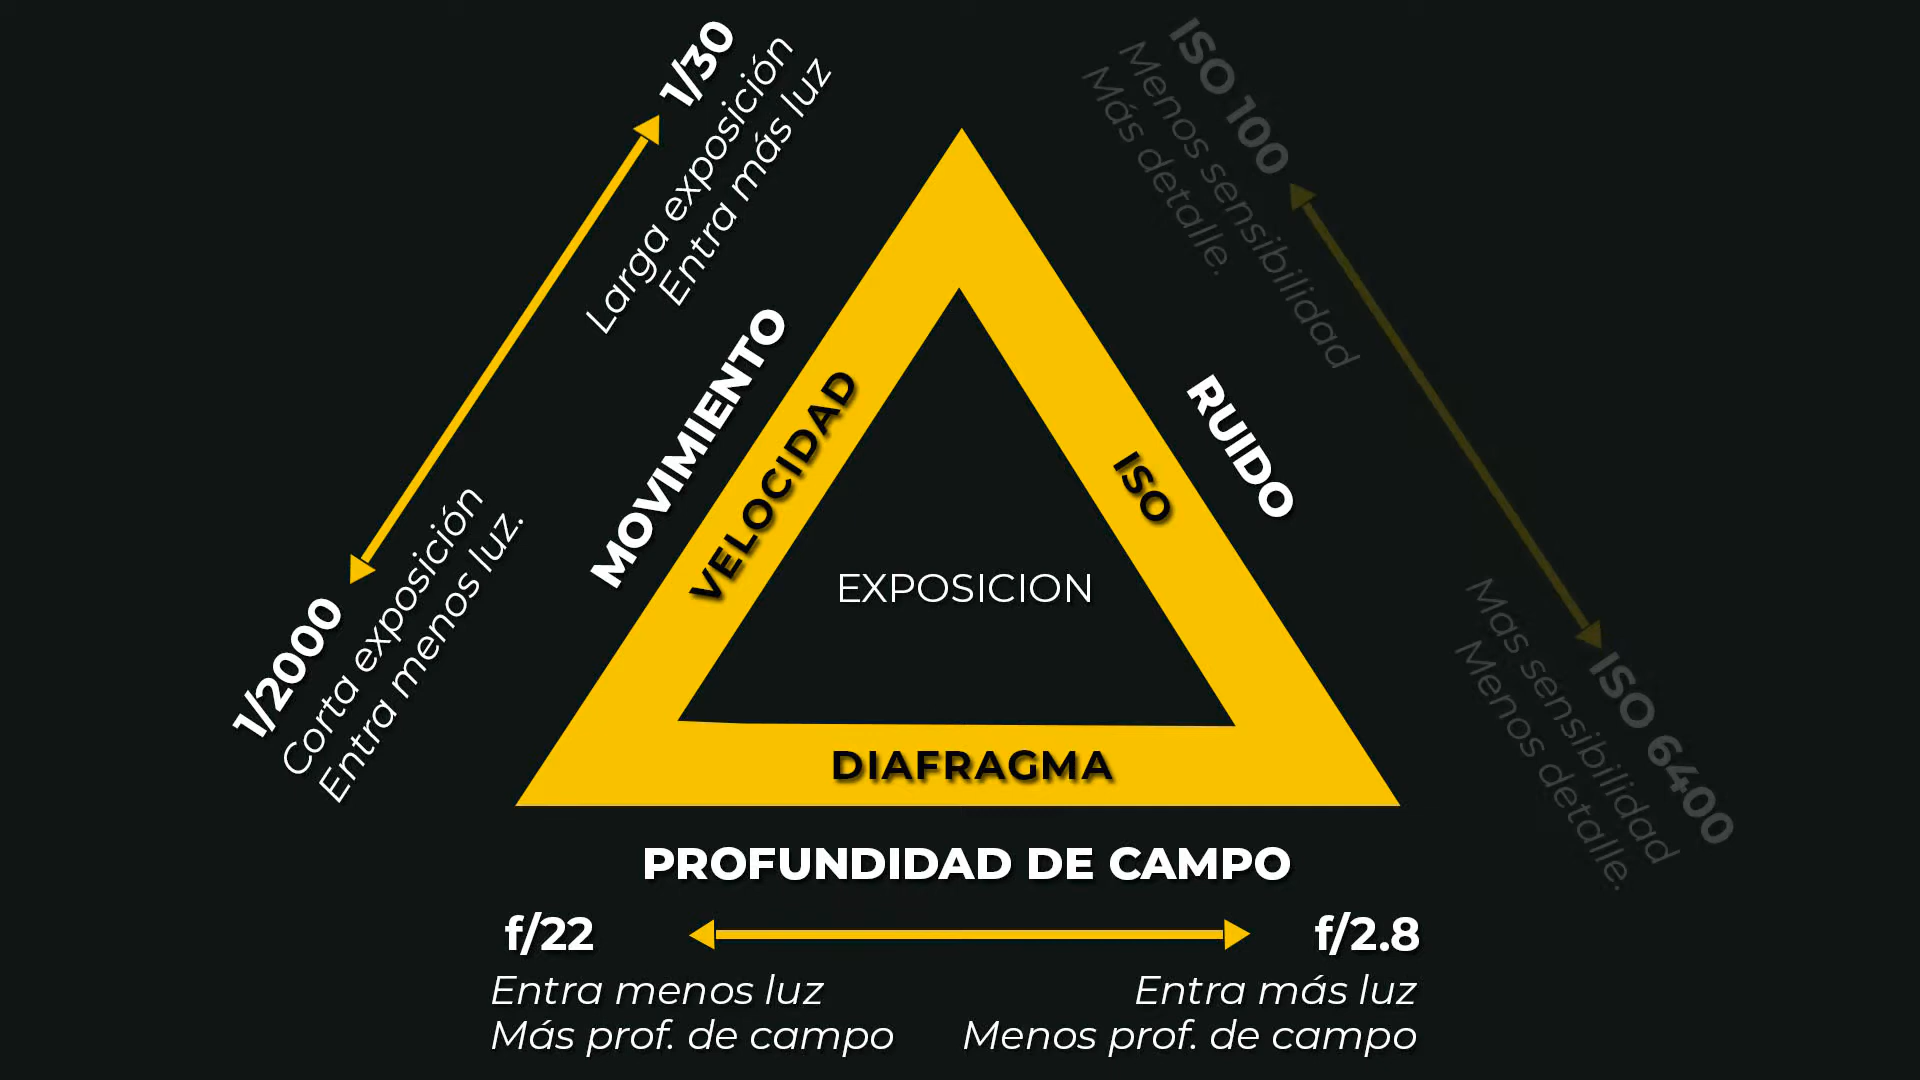 1/30
Larga exposición
Entra más luz
ISO 100
Menos sensibilidad
Más detalle.
MOVIMIENTO
VELOCIDAD
ISO
RUIDO
EXPOSICION
1/2000
Corta exposición
Entra menos luz.
ISO 6400
Mas sensibilidad
Menos detalle.
DIAFRAGMA
PROFUNDIDAD DE CAMPO
f/22
f/2.8
Entra menos luz
Más prof. de campo
Entra más luz
Menos prof. de campo